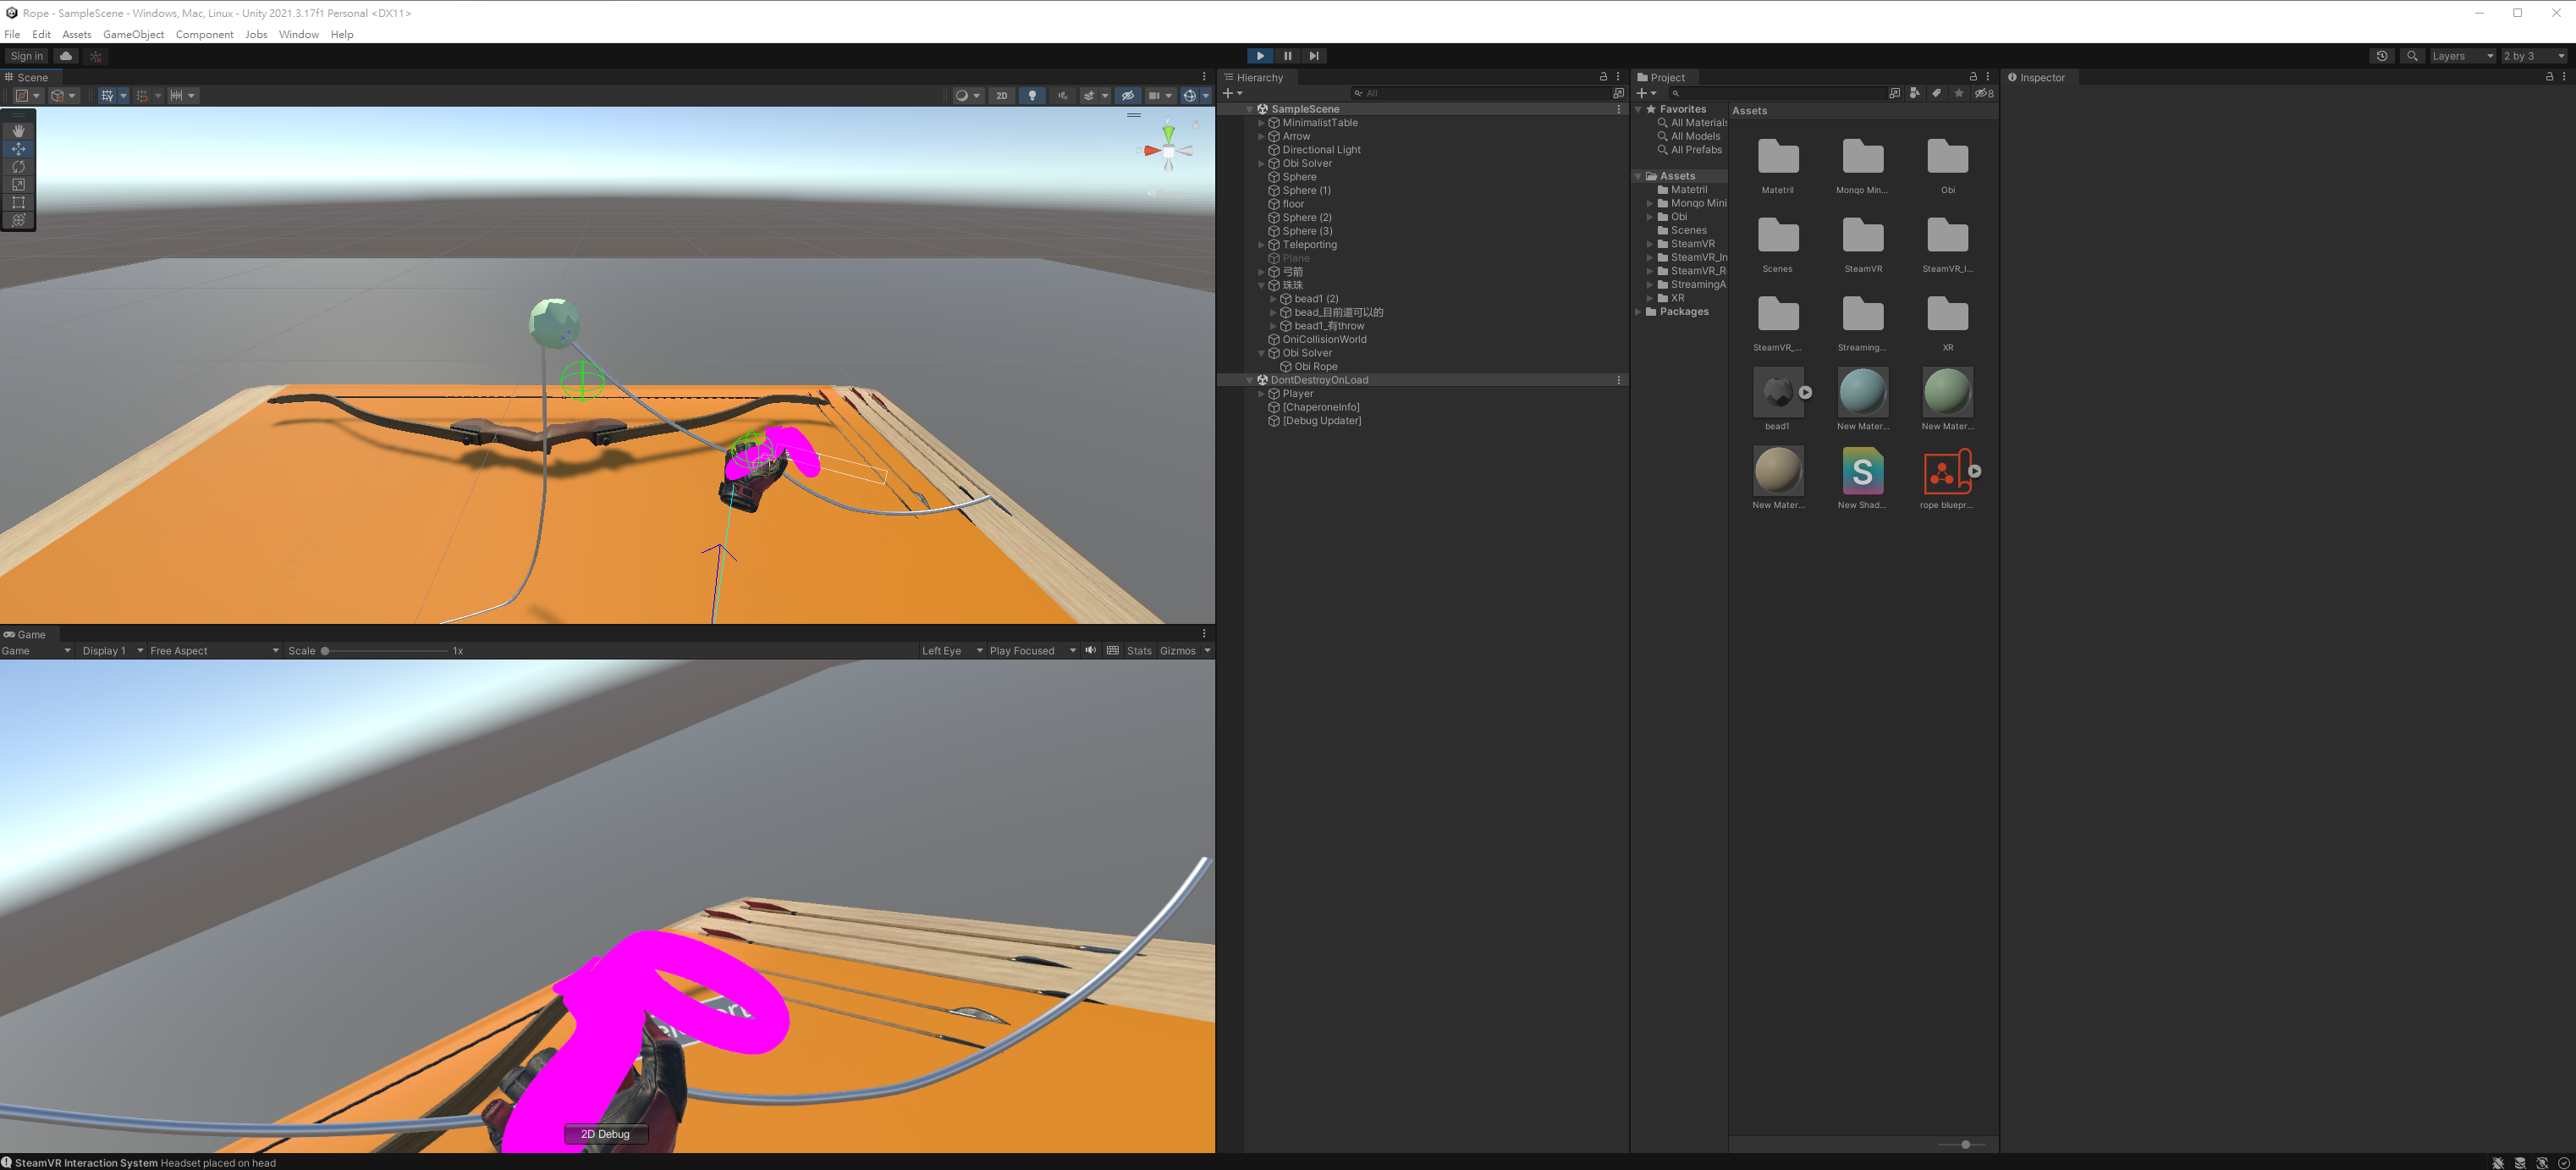 Rope - SampleScene - Windows, Mac, Linux - Unity 2021.3.17f1 Personal <DX11>
File Edit Assets GameObject Component Jobs Window Help
Sign in
Layers
2 by 3
Scene
2D
Hierarchy
All
SampleScene
MinimalistTable
Arrow
Directional Light
Obi Solver
Sphere
Sphere (1)
floor
Sphere (2)
Sphere (3)
Teleporting
Plane
弓箭
珠珠
bead1 (2)
bead_目前還可以的
bead1_有throw
OniCollisionWorld
Obi Solver
Obi Rope
DontDestroyOnLoad
Player
[ChaperoneInfo]
[Debug Updater]
Project
8
Favorites
All Materials
All Models
All Prefabs
Assets
Matetril
Monqo Mini
Obi
Scenes
SteamVR
SteamVR_In
SteamVR_R
StreamingA
XR
Packages
Assets
Matetril
Monqo Min...
Obi
Scenes
SteamVR
SteamVR_I...
SteamVR_...
Streaming...
XR
bead1
New Mater...
New Mater...
New Mater...
S
New Shad...
rope bluepr...
Inspector
Game
Game
Display 1
Free Aspect
Scale
1x
Left Eye
Play Focused
Stats
Gizmos
2D Debug
SteamVR Interaction System Headset placed on head